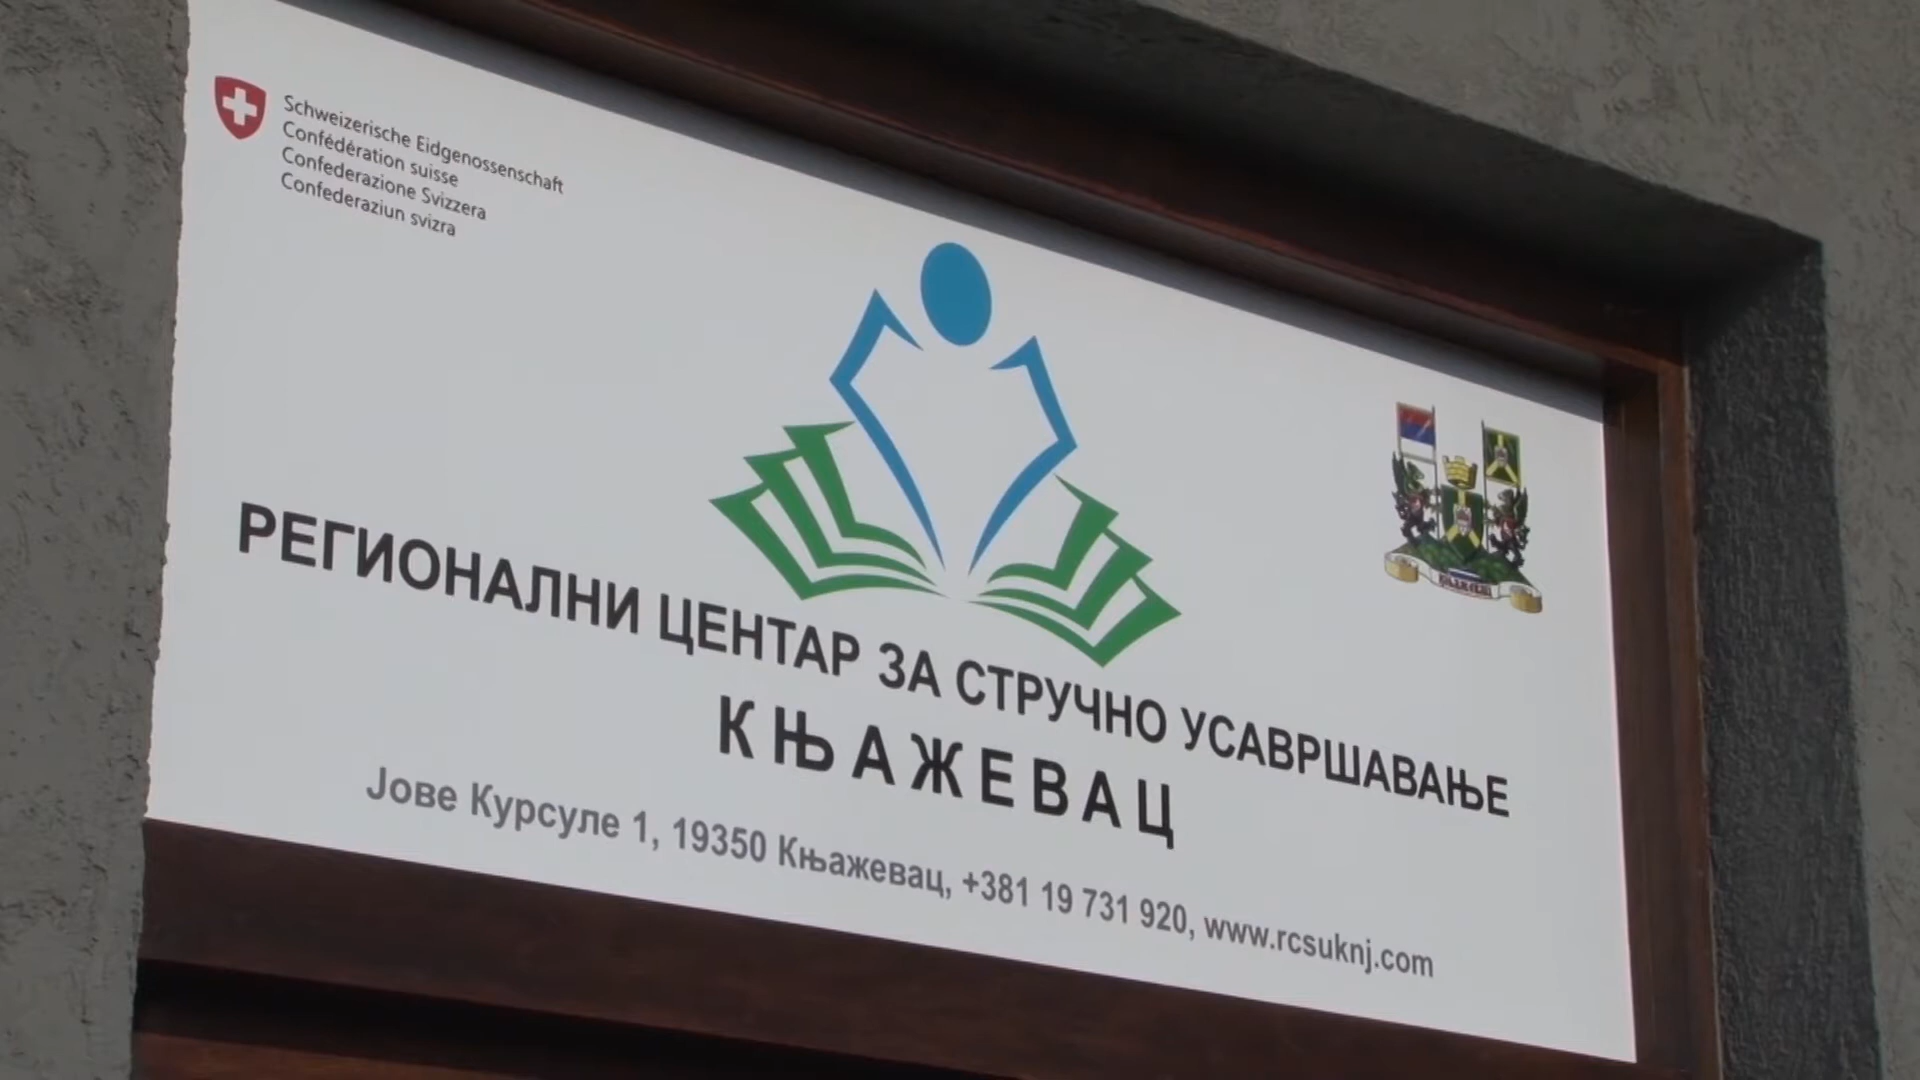 Schweizerische Eidgenossenschaft
Confédération suisse
Confederazione Svizzera
Confederaziun svizra
РЕГИОНАЛНИ ЦЕНТАР ЗА СТРУЧНО УСАВРШАВАЊЕ
КЊАЖЕВАЦ
Јове Курсуле 1, 19350 Књажевац, +381 19 731 920, www.rcsuknj.com